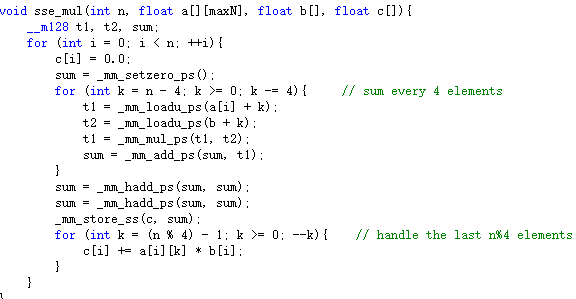 void sse_mul(int n, float a[][maxN], float b[], float c[]){
    __m128 t1, t2, sum;
    for (int i = 0; i < n; ++i){
        c[i] = 0.0;
        sum = _mm_setzero_ps();
        for (int k = n - 4; k >= 0; k -= 4){     // sum every 4 elements
            t1 = _mm_loadu_ps(a[i] + k);
            t2 = _mm_loadu_ps(b + k);
            t1 = _mm_mul_ps(t1, t2);
            sum = _mm_add_ps(sum, t1);
        }
        sum = _mm_hadd_ps(sum, sum);
        sum = _mm_hadd_ps(sum, sum);
        _mm_store_ss(c, sum);
        for (int k = (n % 4) - 1; k >= 0; --k){    // handle the last n%4 elements
            c[i] += a[i][k] * b[i];
        }
    }
}